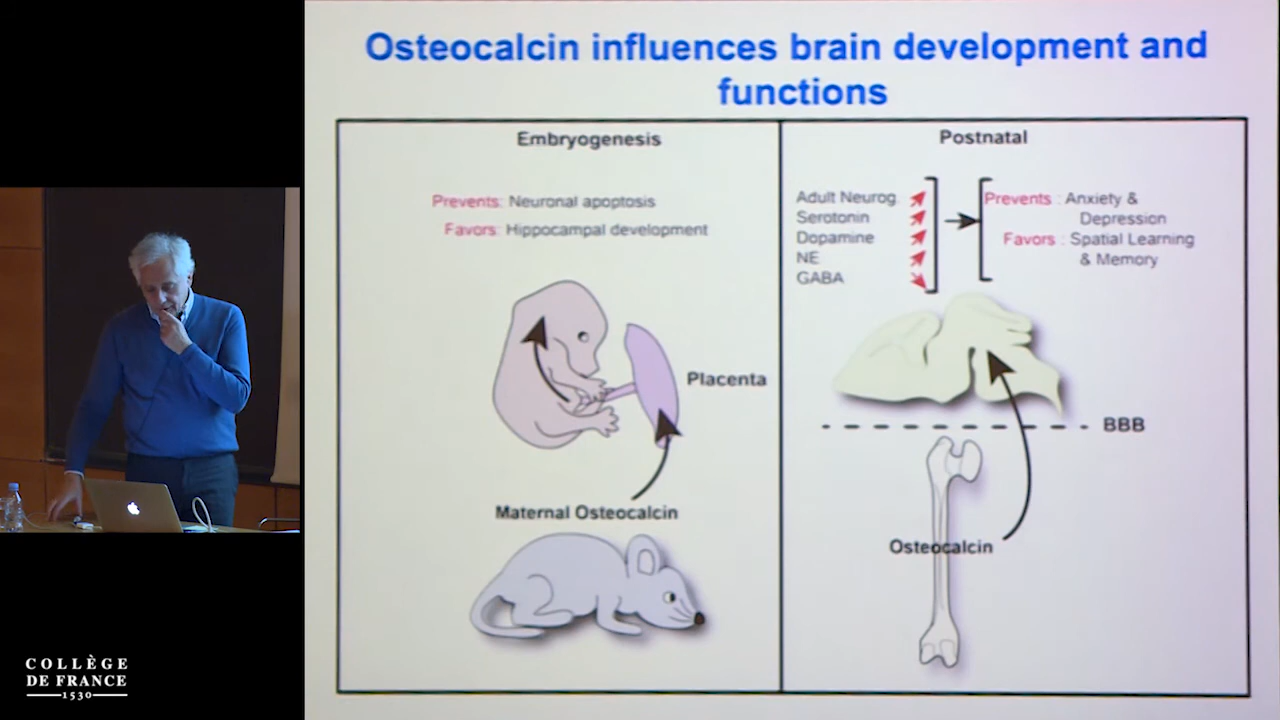 Osteocalcin influences brain development and
functions
Embryogenesis
Prevents: Neuronal apoptosis
Favors: Hippocampal development
Placenta
Maternal Osteocalcin
Postnatal
Adult Neurog.
Serotonin
Dopamine
NE
GABA
Prevents : Anxiety &
Depression
Favors : Spatial Learning
& Memory
BBB
Osteocalcin
COLLÈGE
DE FRANCE
1530